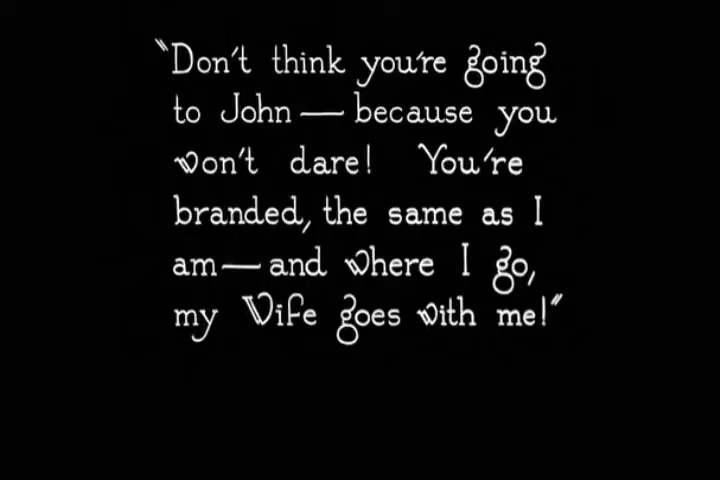 "Don't think you're going
to John — because you
won't dare! You're
branded, the same as I
am — and where I go,
my Wife goes with me!"